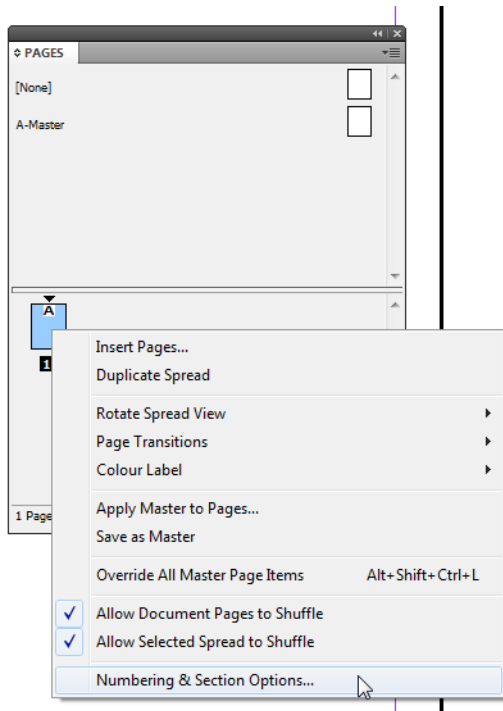 PAGES
[None]
A-Master
A
1
Insert Pages...
Duplicate Spread
Rotate Spread View
Page Transitions
Colour Label
1 Page
Apply Master to Pages...
Save as Master
Override All Master Page Items Alt+Shift+Ctrl+L
Allow Document Pages to Shuffle
Allow Selected Spread to Shuffle
Numbering & Section Options...